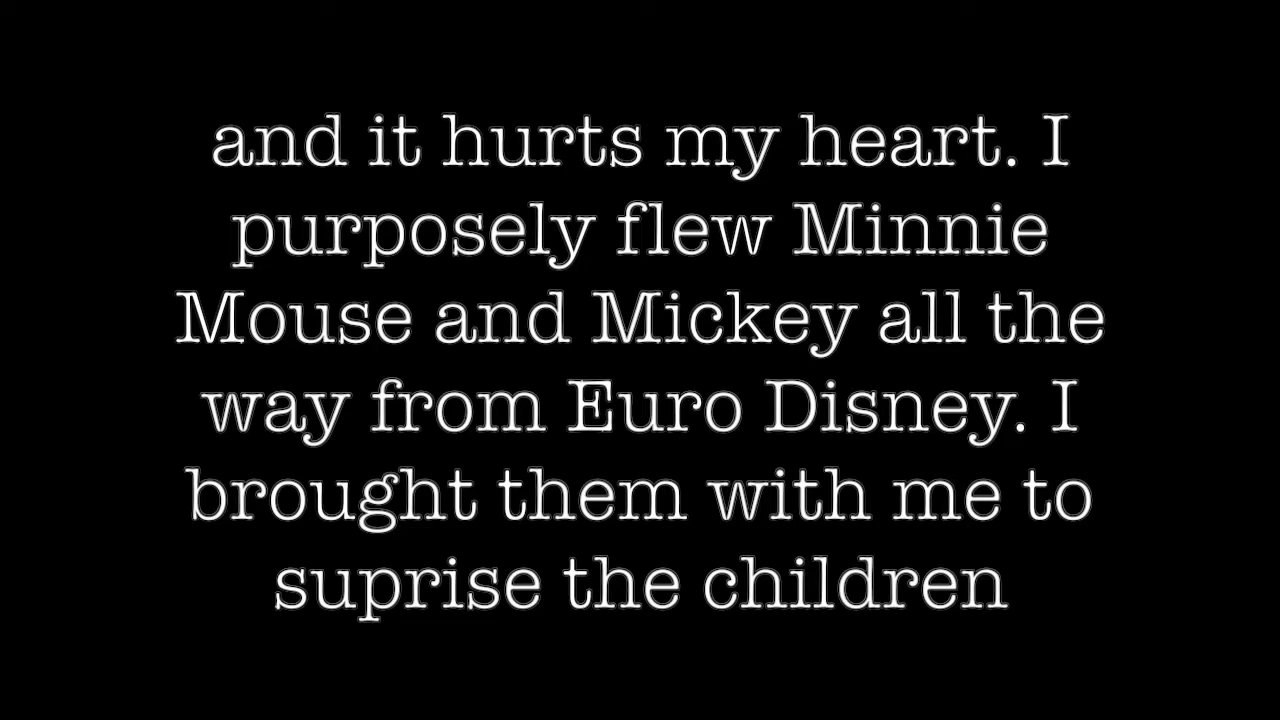 and it hurts my heart. I
purposely flew Minnie
Mouse and Mickey all the
way from Euro Disney. I
brought them with me to
suprise the children